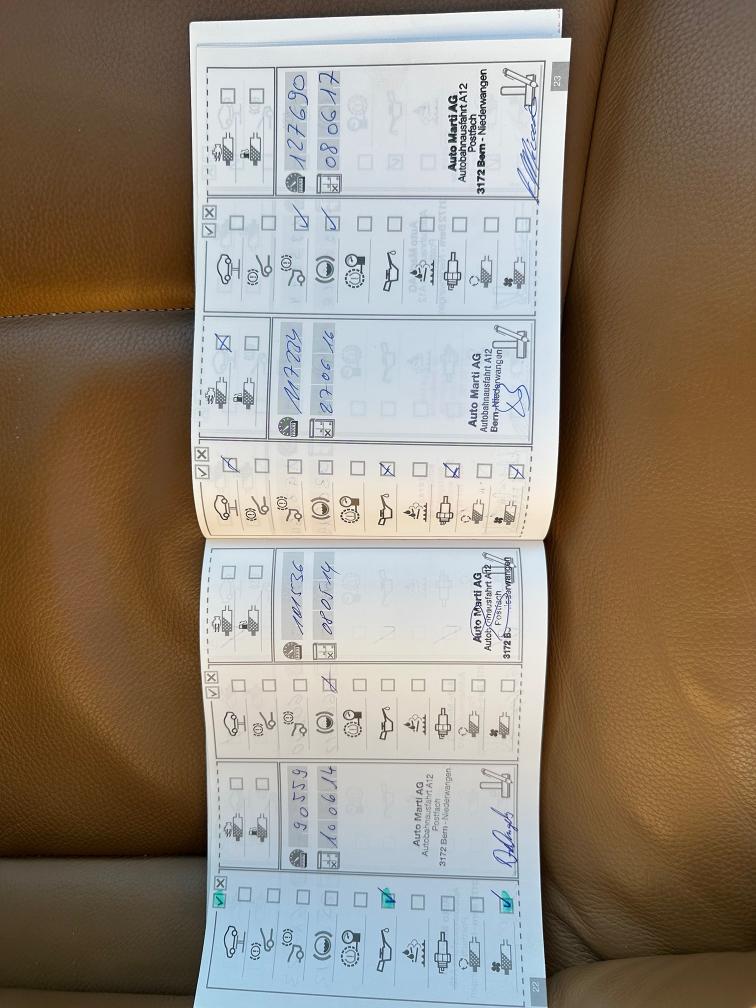 90559
10 06 14
Auto Marti AG
Autobahnausfahrt A12
Postfach
3172 Bern - Niederwangen
22
101536
08 05 14
Auto Marti AG
Autobahnausfahrt A12
Postfach
3172
117284
27 06 16
Auto Marti AG
Autobahnausfahrt A12
Bern-Niederwangen
127690
08 06 17
Auto Marti AG
Autobahnausfahrt A12
Postfach
3172 Bern - Niederwangen
23